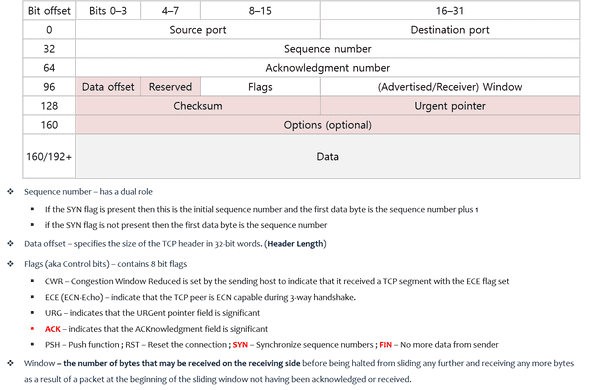 Bit offset Bits 0–3 4–7 8–15 16–31
0 Source port Destination port
32 Sequence number
64 Acknowledgment number
96 Data offset Reserved Flags (Advertised/Receiver) Window
128 Checksum Urgent pointer
160 Options (optional)
160/192+ Data
❖ Sequence number – has a dual role
▪ If the SYN flag is present then this is the initial sequence number and the first data byte is the sequence number plus 1
▪ if the SYN flag is not present then the first data byte is the sequence number
❖ Data offset – specifies the size of the TCP header in 32-bit words. (Header Length)
❖ Flags (aka Control bits) – contains 8 bit flags
▪ CWR – Congestion Window Reduced is set by the sending host to indicate that it received a TCP segment with the ECE flag set
▪ ECE (ECN-Echo) – indicate that the TCP peer is ECN capable during 3-way handshake.
▪ URG – indicates that the URGent pointer field is significant
▪ ACK – indicates that the ACKnowledgment field is significant
▪ PSH – Push function ; RST – Reset the connection ; SYN – Synchronize sequence numbers ; FIN – No more data from sender
❖ Window – the number of bytes that may be received on the receiving side before being halted from sliding any further and receiving any more bytes
as a result of a packet at the beginning of the sliding window not having been acknowledged or received.